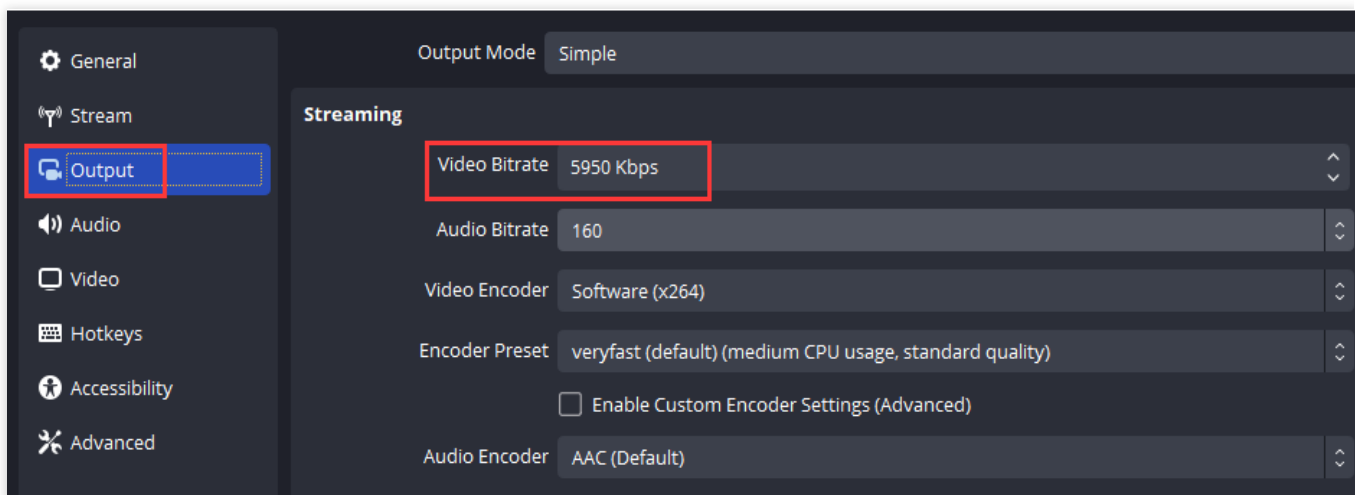 General
Stream
Output
Audio
Video
Hotkeys
Accessibility
Advanced
Output Mode Simple
Streaming
Video Bitrate 5950 Kbps
Audio Bitrate 160
Video Encoder Software (x264)
Encoder Preset veryfast (default) (medium CPU usage, standard quality)
Enable Custom Encoder Settings (Advanced)
Audio Encoder AAC (Default)